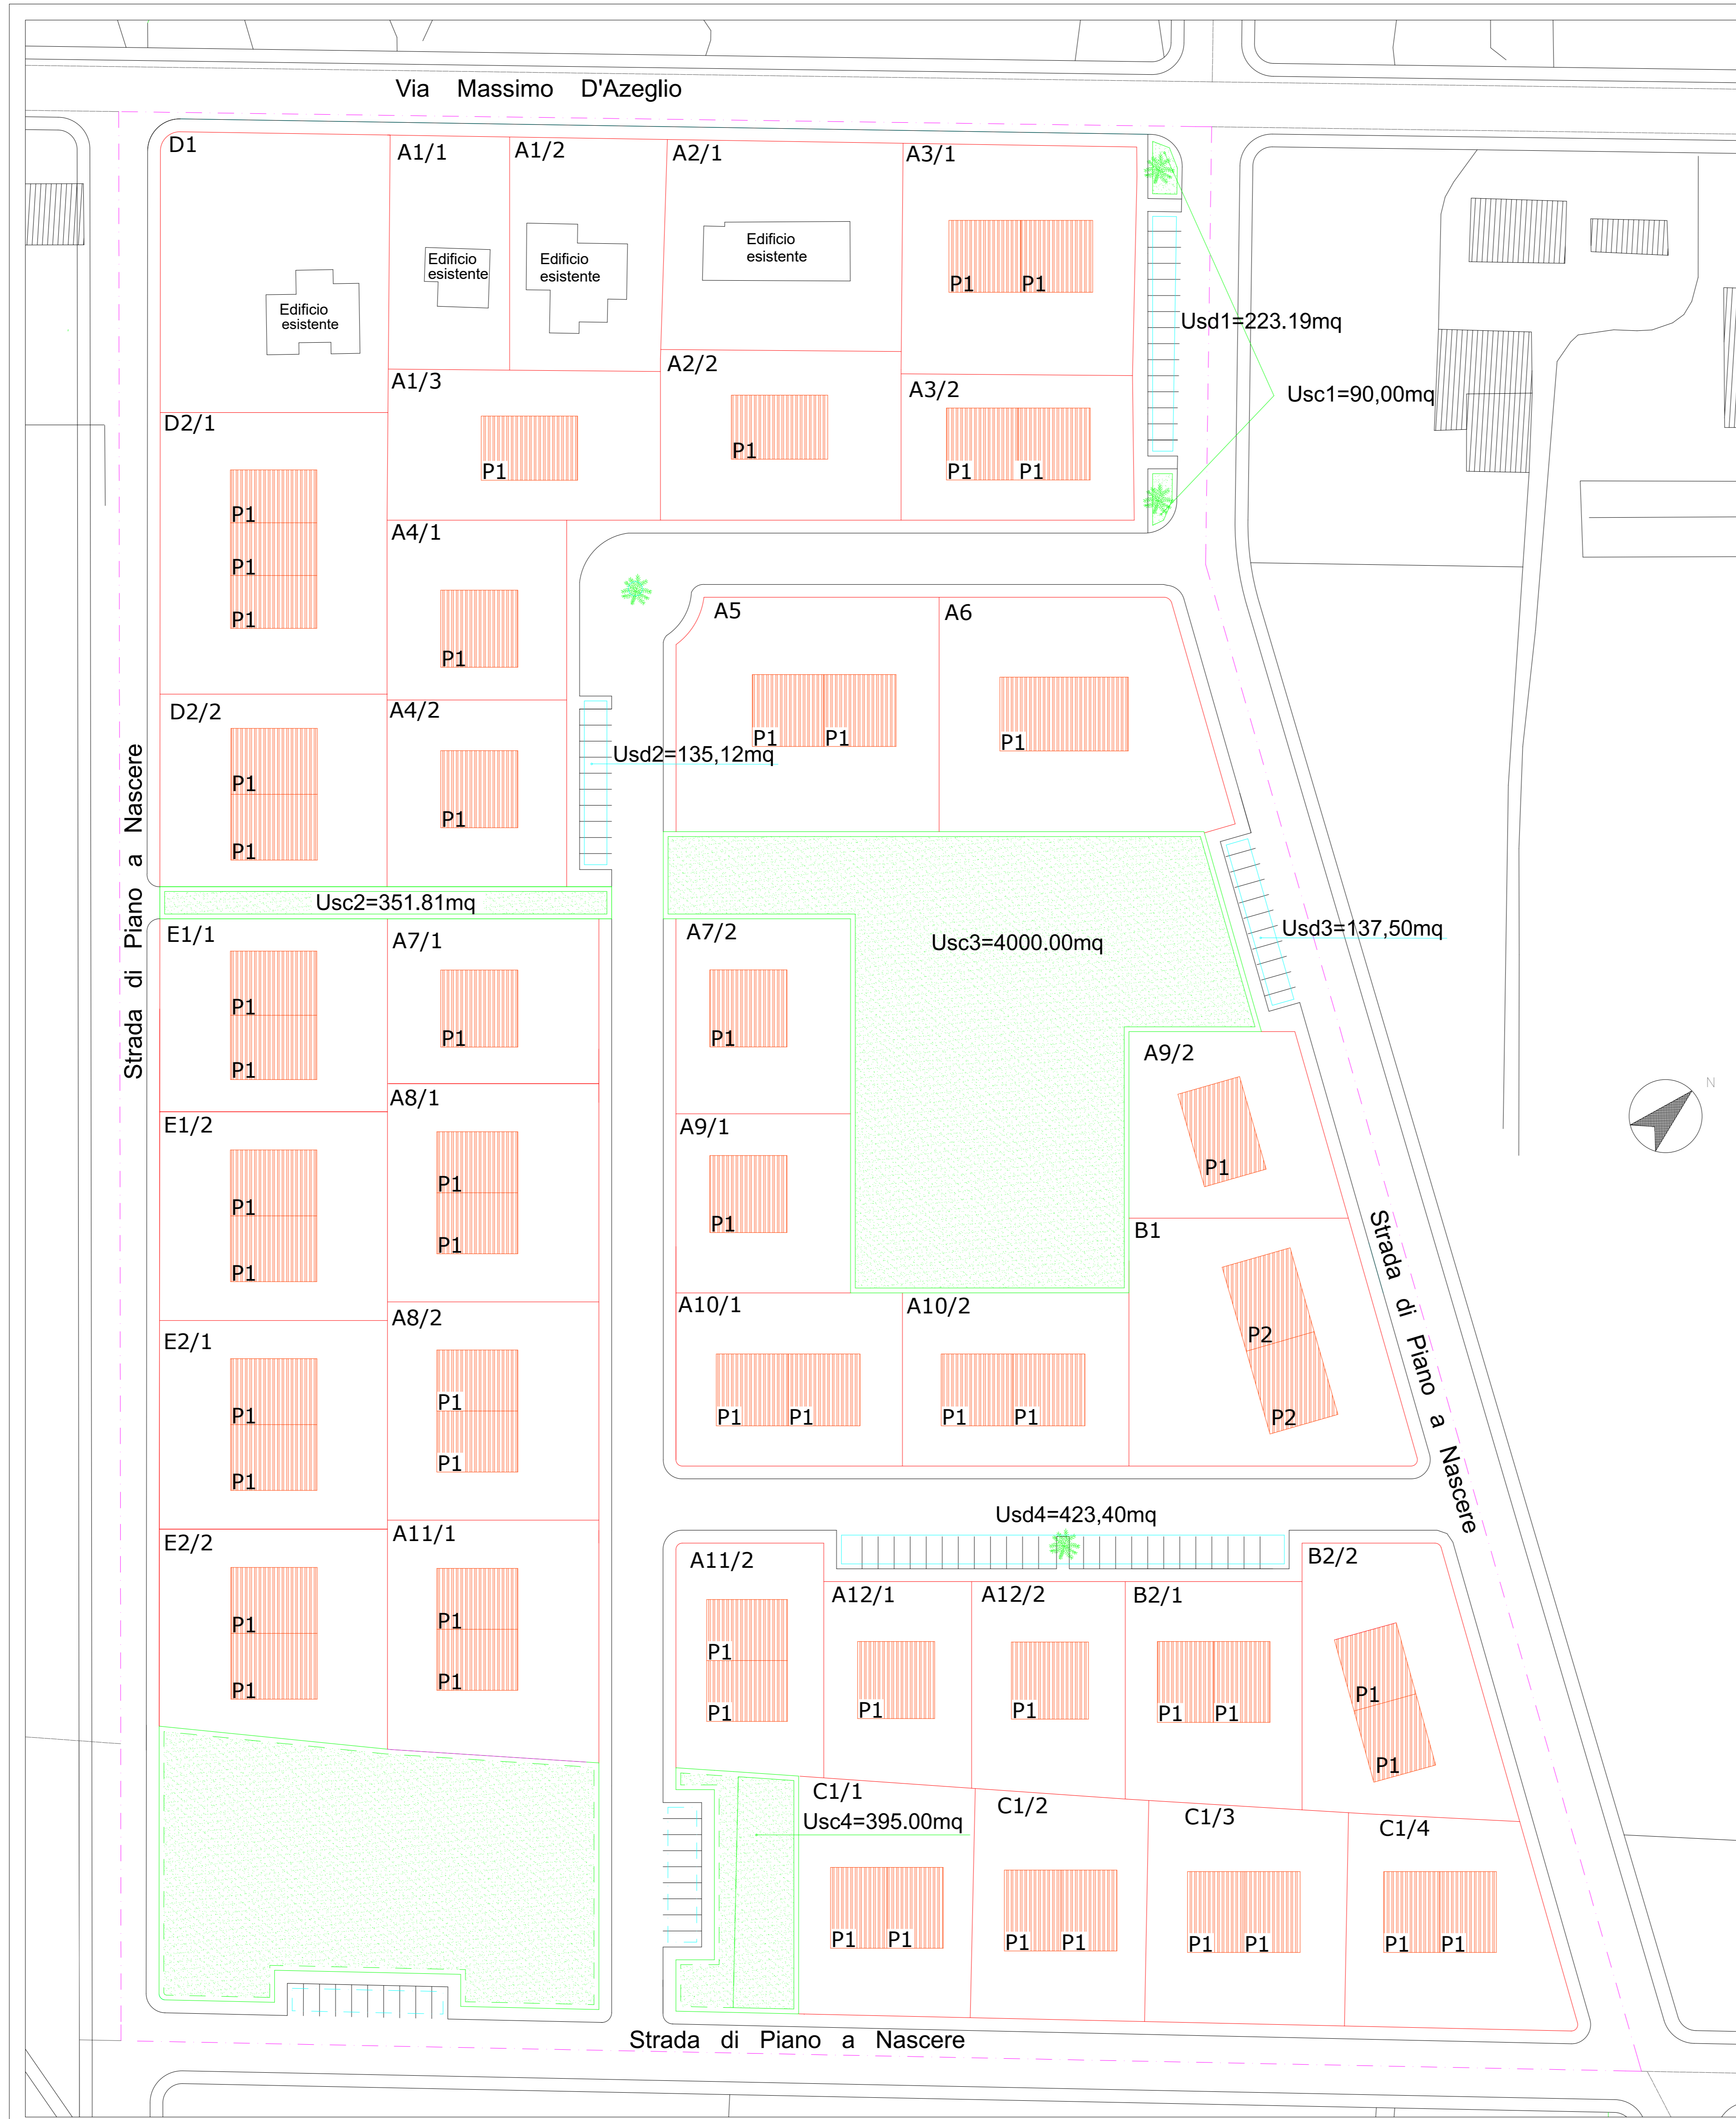 Via Massimo D'Azeglio
D1
A1/1
A1/2
A2/1
A3/1
Edificio
esistente
Edificio
esistente
Edificio
esistente
Edificio
esistente
P1
P1
Usd1=223.19mq
Usc1=90,00mq
A1/3
A2/2
A3/2
D2/1
P1
P1
P1
P1
P1
P1
P1
A4/1
P1
A5
A6
D2/2
A4/2
P1
P1
P1
P1
P1
P1
Usd2=135,12mq
Strada di Piano a Nascere
Usc2=351.81mq
E1/1
A7/1
A7/2
Usc3=4000.00mq
Usd3=137,50mq
P1
P1
P1
P1
A9/2
P1
N
E1/2
A8/1
A9/1
B1
P1
P1
P1
P1
P1
Strada di Piano a Nascere
E2/1
A8/2
A10/1
A10/2
P2
P2
P1
P1
P1
P1
P1
P1
P1
P1
Usd4=423,40mq
E2/2
A11/1
A11/2
A12/1
A12/2
B2/1
B2/2
P1
P1
P1
P1
P1
P1
P1
P1
P1
P1
P1
P1
C1/1
C1/2
C1/3
C1/4
Usc4=395.00mq
P1
P1
P1
P1
P1
P1
P1
P1
Strada di Piano a Nascere